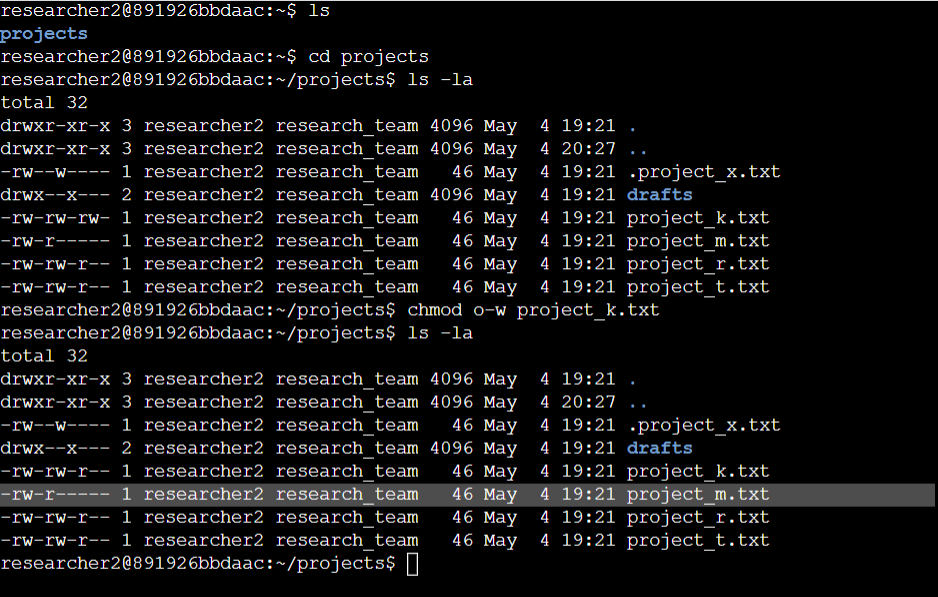 researcher2@891926bbdaac:~$ ls
projects
researcher2@891926bbdaac:~$ cd projects
researcher2@891926bbdaac:~/projects$ ls -la
total 32
drwxr-xr-x 3 researcher2 research_team 4096 May  4 19:21 .
drwxr-xr-x 3 researcher2 research_team 4096 May  4 20:27 ..
-rw--w---- 1 researcher2 research_team   46 May  4 19:21 .project_x.txt
drwx--x--- 2 researcher2 research_team 4096 May  4 19:21 drafts
-rw-rw-rw- 1 researcher2 research_team   46 May  4 19:21 project_k.txt
-rw-r----- 1 researcher2 research_team   46 May  4 19:21 project_m.txt
-rw-rw-r-- 1 researcher2 research_team   46 May  4 19:21 project_r.txt
-rw-rw-r-- 1 researcher2 research_team   46 May  4 19:21 project_t.txt
researcher2@891926bbdaac:~/projects$ chmod o-w project_k.txt
researcher2@891926bbdaac:~/projects$ ls -la
total 32
drwxr-xr-x 3 researcher2 research_team 4096 May  4 19:21 .
drwxr-xr-x 3 researcher2 research_team 4096 May  4 20:27 ..
-rw--w---- 1 researcher2 research_team   46 May  4 19:21 .project_x.txt
drwx--x--- 2 researcher2 research_team 4096 May  4 19:21 drafts
-rw-rw-r-- 1 researcher2 research_team   46 May  4 19:21 project_k.txt
-rw-r----- 1 researcher2 research_team   46 May  4 19:21 project_m.txt
-rw-rw-r-- 1 researcher2 research_team   46 May  4 19:21 project_r.txt
-rw-rw-r-- 1 researcher2 research_team   46 May  4 19:21 project_t.txt
researcher2@891926bbdaac:~/projects$